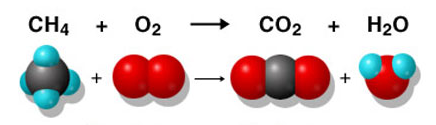 CH4 + O2 → CO2 + H2O
+ → +